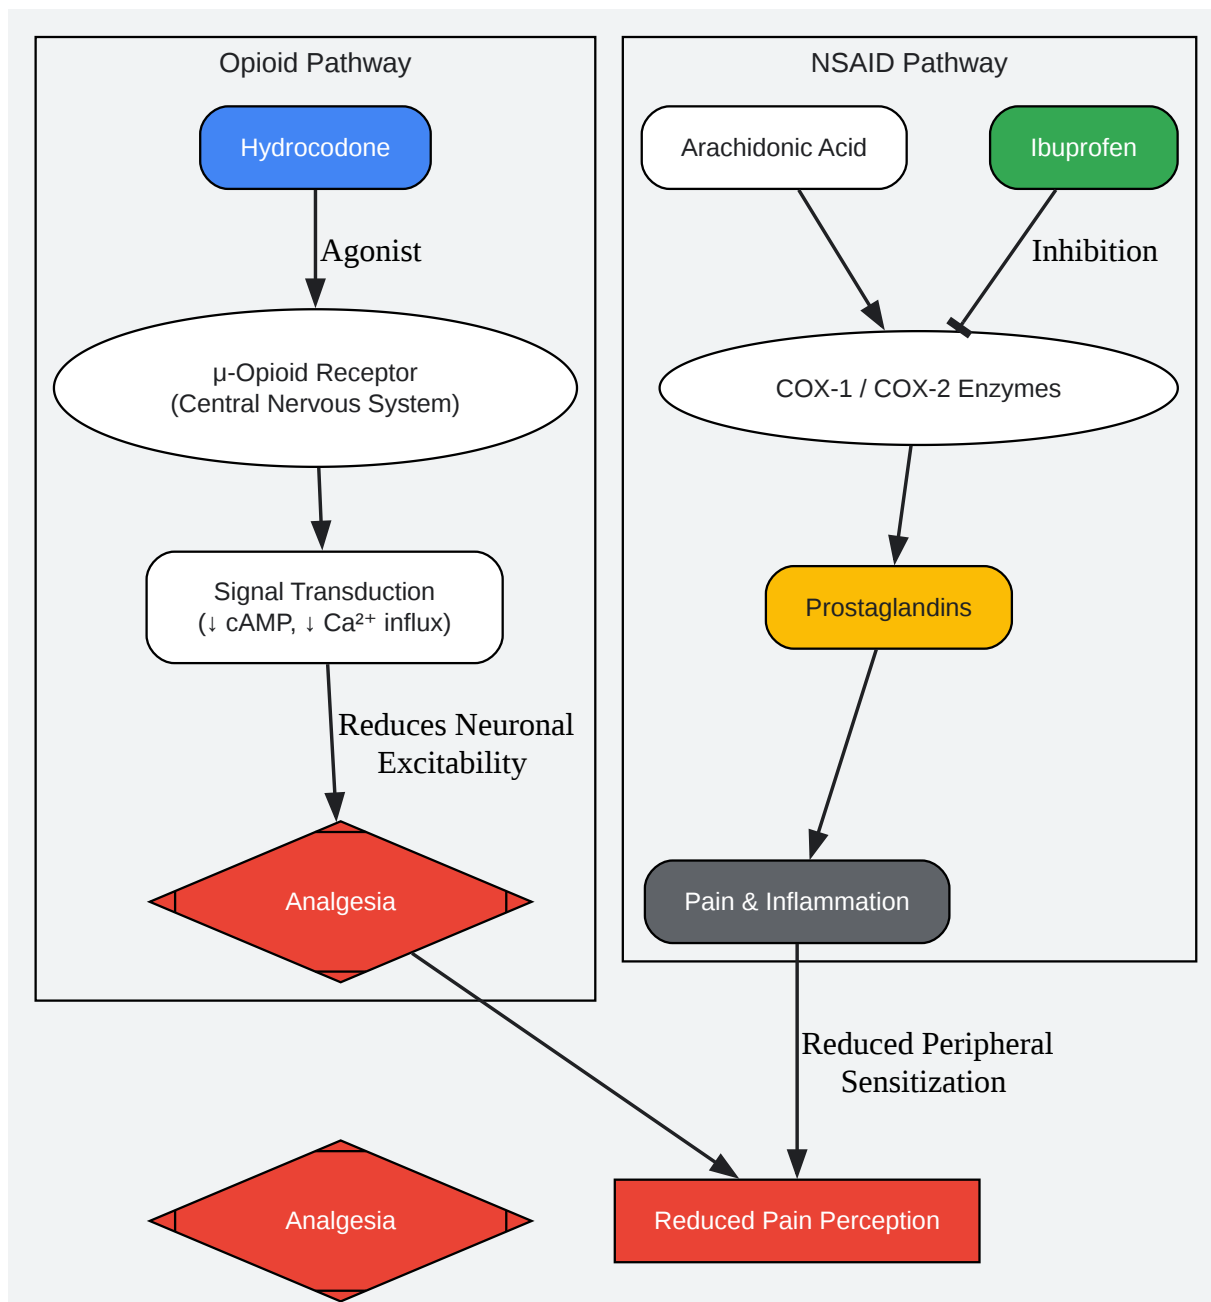 Opioid Pathway
Hydrocodone
Agonist
μ-Opioid Receptor
(Central Nervous System)
Signal Transduction
(↓ cAMP, ↓ Ca²⁺ influx)
Reduces Neuronal
Excitability
Analgesia
NSAID Pathway
Arachidonic Acid
Ibuprofen
Inhibition
COX-1 / COX-2 Enzymes
Prostaglandins
Pain & Inflammation
Reduced Peripheral
Sensitization
Analgesia
Reduced Pain Perception